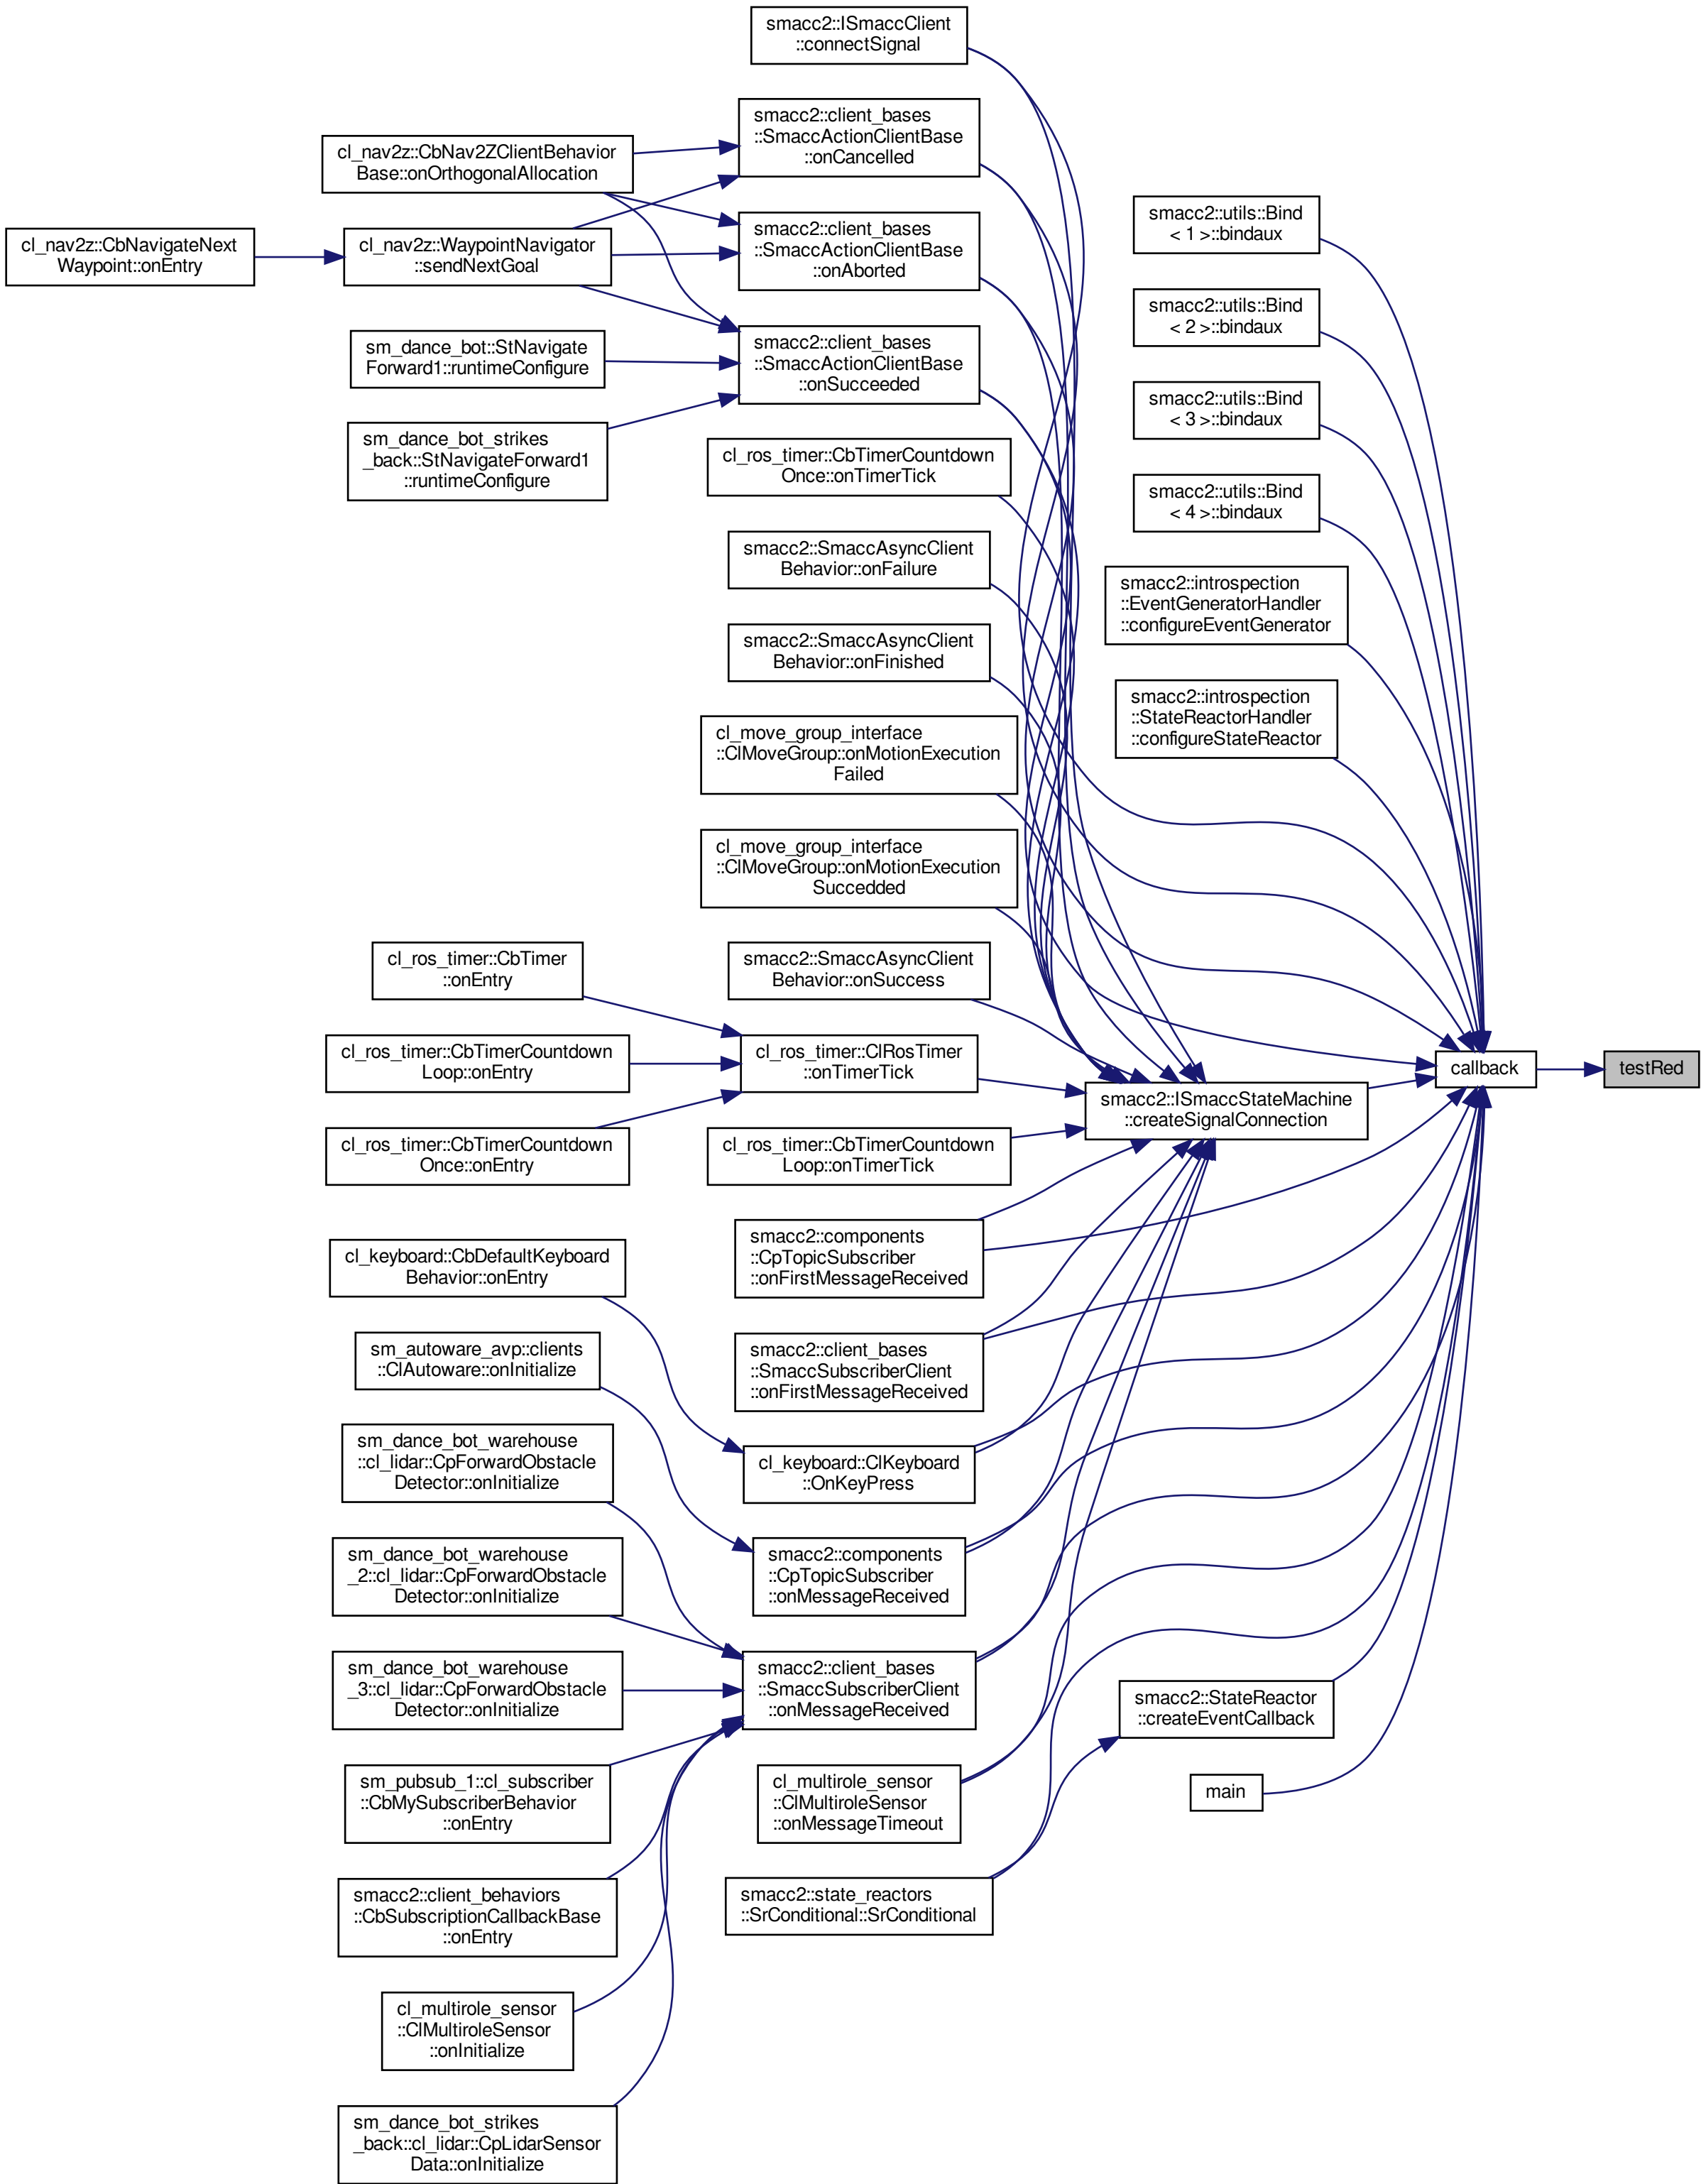 smacc2::ISmaccClient
::connectSignal
smacc2::client_bases
::SmaccActionClientBase
::onCancelled
cl_nav2z::CbNav2ZClientBehavior
Base::onOrthogonalAllocation
smacc2::utils::Bind
< 1 >::bindaux
smacc2::client_bases
::SmaccActionClientBase
::onAborted
cl_nav2z::CbNavigateNext
Waypoint::onEntry
cl_nav2z::WaypointNavigator
::sendNextGoal
smacc2::utils::Bind
< 2 >::bindaux
smacc2::client_bases
::SmaccActionClientBase
::onSucceeded
sm_dance_bot::StNavigate
Forward1::runtimeConfigure
smacc2::utils::Bind
< 3 >::bindaux
sm_dance_bot_strikes
_back::StNavigateForward1
::runtimeConfigure
cl_ros_timer::CbTimerCountdown
Once::onTimerTick
smacc2::utils::Bind
< 4 >::bindaux
smacc2::SmaccAsyncClient
Behavior::onFailure
smacc2::introspection
::EventGeneratorHandler
::configureEventGenerator
smacc2::SmaccAsyncClient
Behavior::onFinished
smacc2::introspection
::StateReactorHandler
::configureStateReactor
cl_move_group_interface
::ClMoveGroup::onMotionExecution
Failed
cl_move_group_interface
::ClMoveGroup::onMotionExecution
Succedded
cl_ros_timer::CbTimer
::onEntry
smacc2::SmaccAsyncClient
Behavior::onSuccess
cl_ros_timer::CbTimerCountdown
Loop::onEntry
cl_ros_timer::ClRosTimer
::onTimerTick
callback
testRed
smacc2::ISmaccStateMachine
::createSignalConnection
cl_ros_timer::CbTimerCountdown
Once::onEntry
cl_ros_timer::CbTimerCountdown
Loop::onTimerTick
smacc2::components
::CpTopicSubscriber
::onFirstMessageReceived
cl_keyboard::CbDefaultKeyboard
Behavior::onEntry
smacc2::client_bases
::SmaccSubscriberClient
::onFirstMessageReceived
sm_autoware_avp::clients
::ClAutoware::onInitialize
sm_dance_bot_warehouse
::cl_lidar::CpForwardObstacle
Detector::onInitialize
cl_keyboard::ClKeyboard
::OnKeyPress
sm_dance_bot_warehouse
_2::cl_lidar::CpForwardObstacle
Detector::onInitialize
smacc2::components
::CpTopicSubscriber
::onMessageReceived
sm_dance_bot_warehouse
_3::cl_lidar::CpForwardObstacle
Detector::onInitialize
smacc2::client_bases
::SmaccSubscriberClient
::onMessageReceived
smacc2::StateReactor
::createEventCallback
sm_pubsub_1::cl_subscriber
::CbMySubscriberBehavior
::onEntry
cl_multirole_sensor
::ClMultiroleSensor
::onMessageTimeout
main
smacc2::client_behaviors
::CbSubscriptionCallbackBase
::onEntry
smacc2::state_reactors
::SrConditional::SrConditional
cl_multirole_sensor
::ClMultiroleSensor
::onInitialize
sm_dance_bot_strikes
_back::cl_lidar::CpLidarSensor
Data::onInitialize